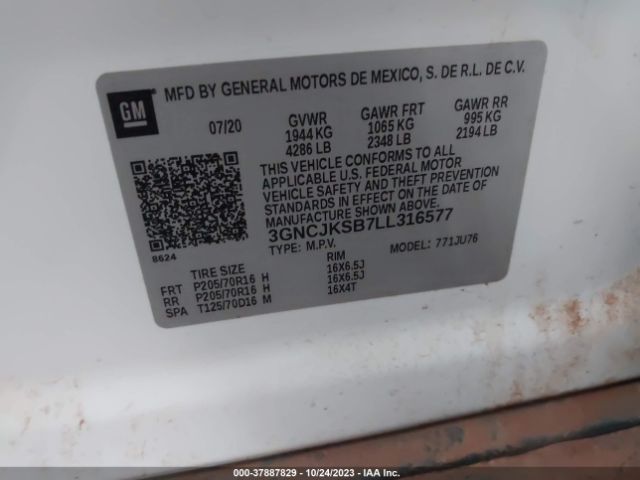 GM
MFD BY GENERAL MOTORS DE MEXICO, S. DE R.L. DE C.V.
07/20 GVWR GAWR FRT GAWR RR
1944 KG 1065 KG 995 KG
4286 LB 2348 LB 2194 LB
THIS VEHICLE CONFORMS TO ALL
APPLICABLE U.S. FEDERAL MOTOR
VEHICLE SAFETY AND THEFT PREVENTION
STANDARDS IN EFFECT ON THE DATE OF
MANUFACTURE SHOWN ABOVE.
3GNCJKSB7LL316577
8624 TYPE: M.P.V. MODEL: 771JU76
TIRE SIZE RIM
FRT P205/70R16 H 16X6.5J
RR P205/70R16 H 16X6.5J
SPA T125/70D16 M 16X4T
000-37887829 - 10/24/2023 - IAA Inc.